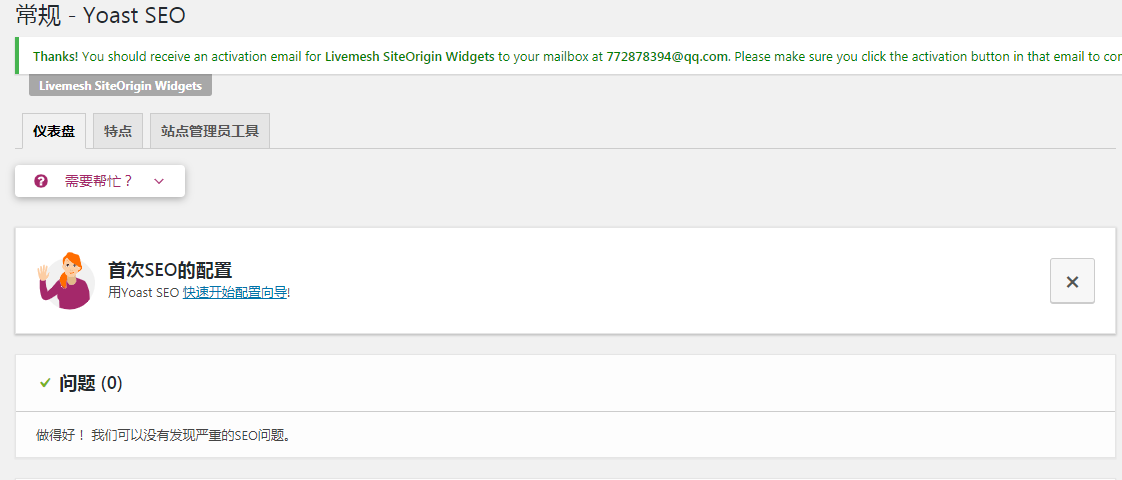 常规 - Yoast SEO
Thanks! You should receive an activation email for Livemesh SiteOrigin Widgets to your mailbox at 772878394@qq.com. Please make sure you click the activation button in that email to
Livemesh SiteOrigin Widgets
仪表盘 特点 站点管理员工具
需要帮忙？
首次SEO的配置
用Yoast SEO 快速开始配置向导!
问题 (0)
做得好！ 我们可以没有发现严重的SEO问题。